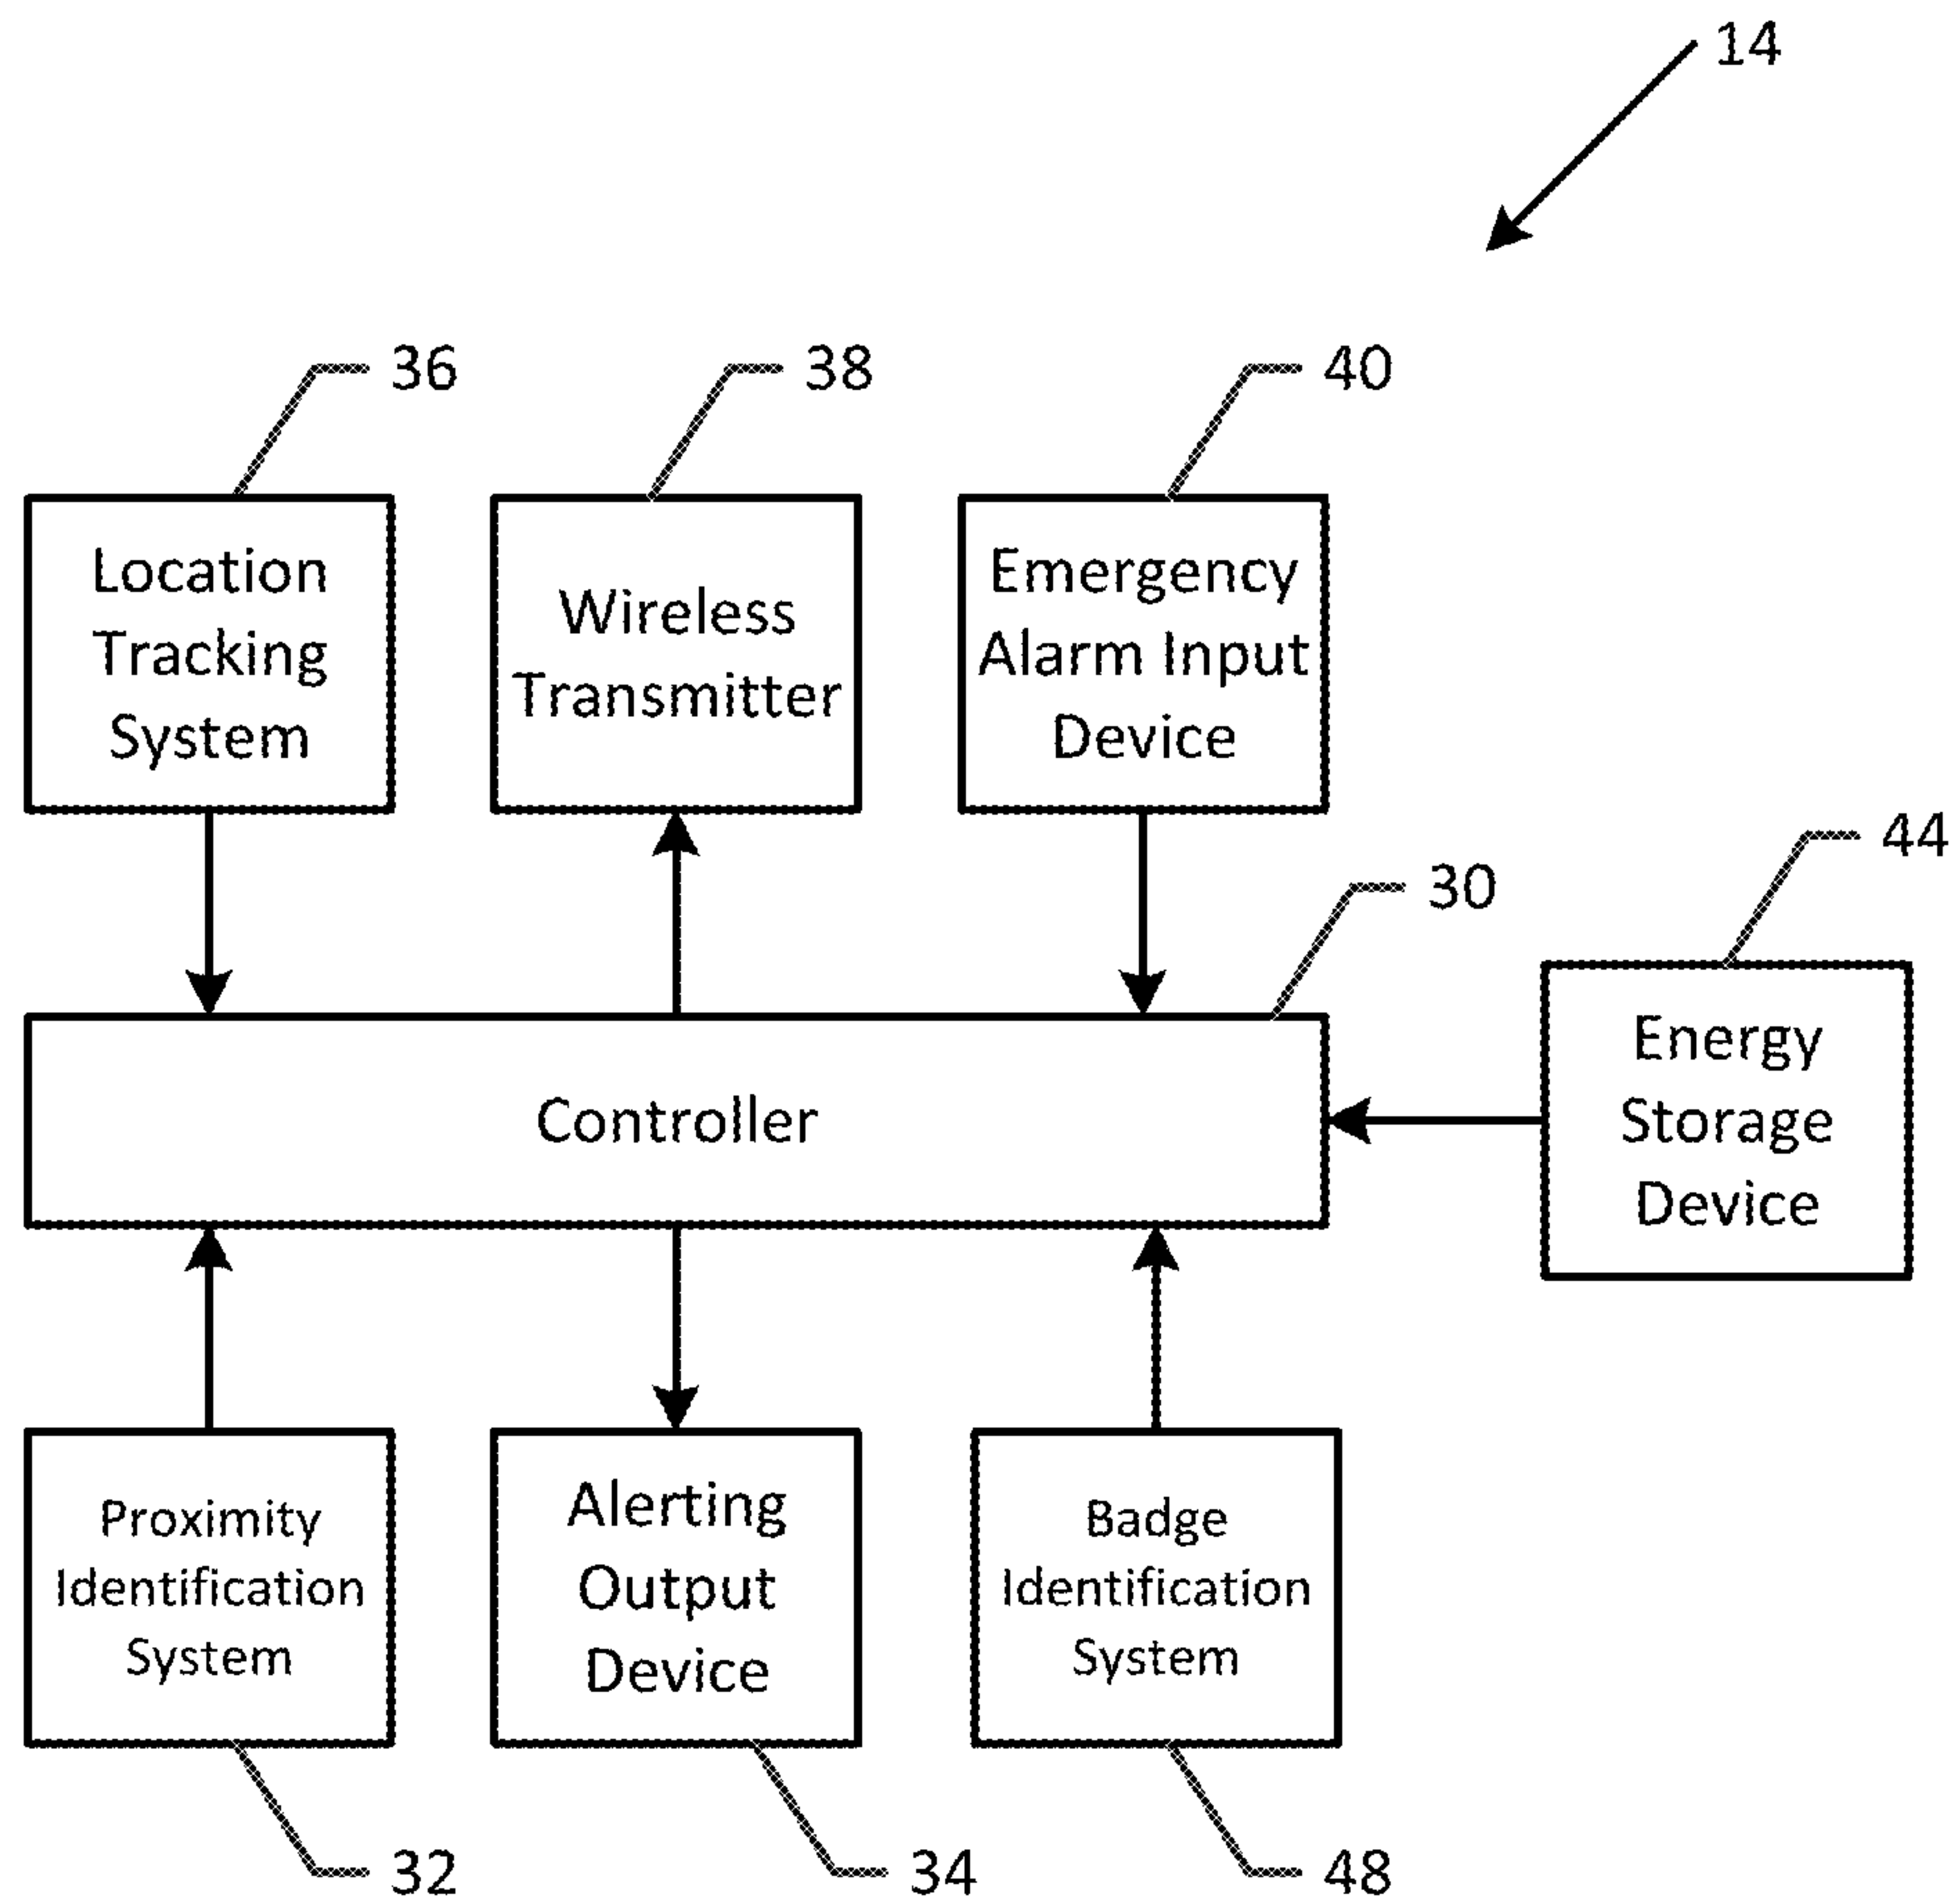 14
36
38
40
Location
Tracking
System
Wireless
Transmitter
Emergency
Alarm Input
Device
44
30
Energy
Storage
Device
Controller
Proximity
Identification
System
Alerting
Output
Device
Badge
Identification
System
32
34
48